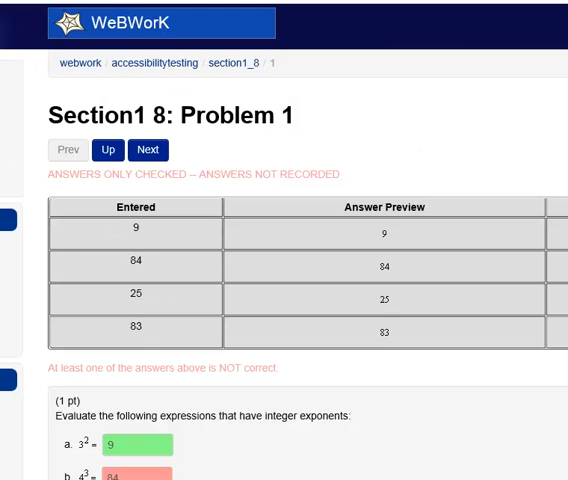 WeBWorK
webwork / accessibilitytesting / section1_8 / 1
Section1 8: Problem 1
Prev Up Next
ANSWERS ONLY CHECKED -- ANSWERS NOT RECORDED
Entered Answer Preview
9 9
84 84
25 25
83 83
At least one of the answers above is NOT correct.
(1 pt)
Evaluate the following expressions that have integer exponents:
a. 3² = 9
b. 4³ = 84